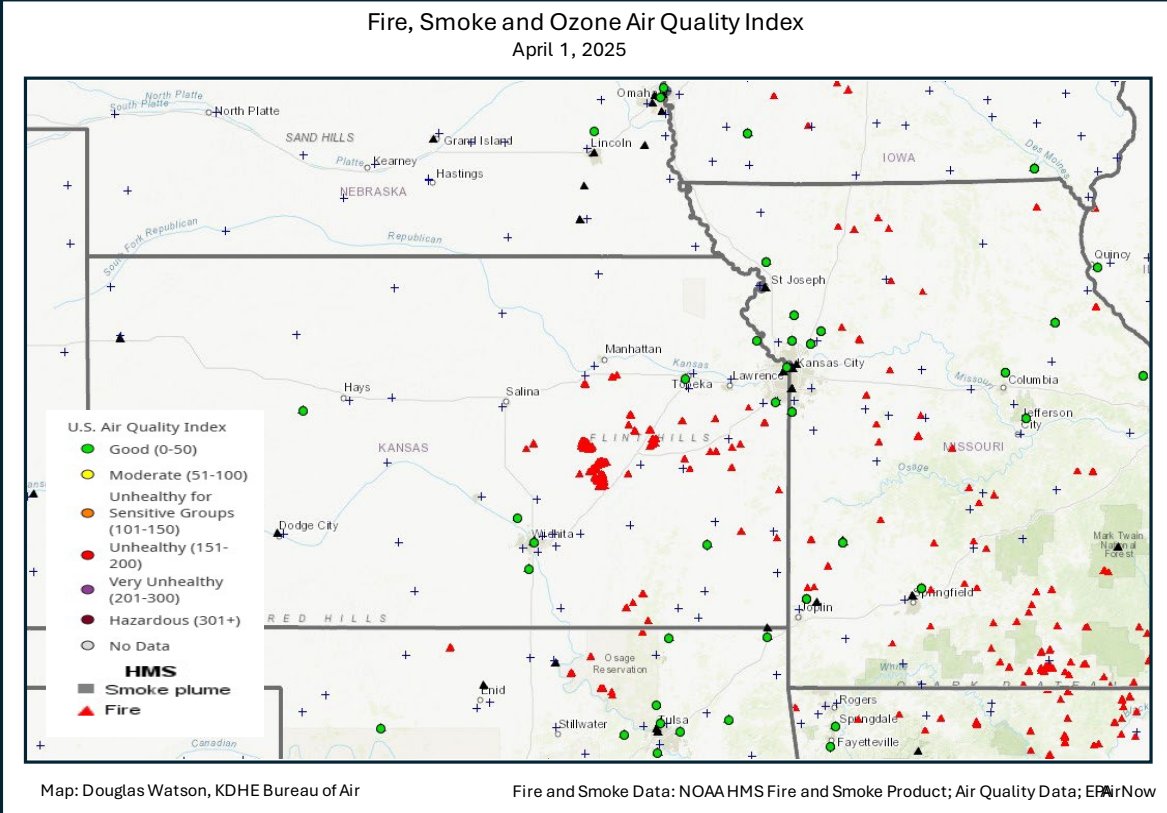 Fire, Smoke and Ozone Air Quality Index
April 1, 2025
North Platte
South Platte
North Platte
SAND HILLS
Platte
Kearney
Grand Island
Hastings
NEBRASKA
Omaha
Lincoln
IOWA
Des Moines
South Fork Republican
Republican
St Joseph
Quincy
Manhattan
Kansas
Topeka
Lawrence
Kansas City
Missouri
Columbia
Jefferson
City
Hays
Salina
KANSAS
FLINT HILLS
MISSOURI
Osage
U.S. Air Quality Index
Good (0-50)
Moderate (51-100)
Unhealthy for
Sensitive Groups
(101-150)
Unhealthy (151-
200)
Very Unhealthy
(201-300)
Hazardous (301+)
No Data
HMS
Smoke plume
Fire
Dodge City
Wichita
Mark Twain
National
Forest
Joplin
Springfield
RED HILLS
Osage
Reservation
White
OZARK PLATEAU
Enid
Stillwater
Tulsa
Rogers
Springdale
Fayetteville
Canadian
Map: Douglas Watson, KDHE Bureau of Air
Fire and Smoke Data: NOAA HMS Fire and Smoke Product; Air Quality Data; EPA AirNow